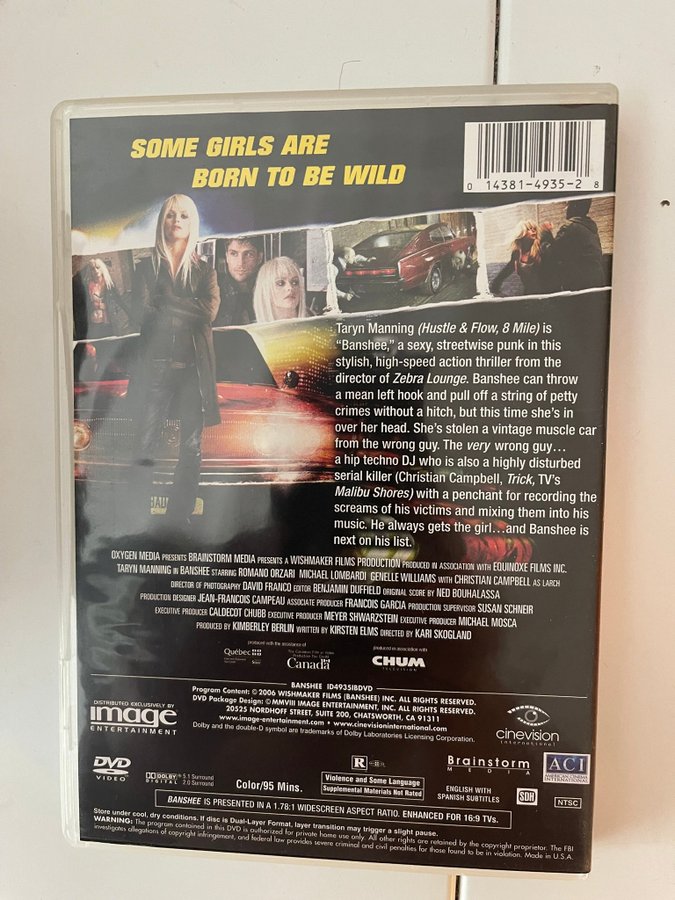 SOME GIRLS ARE
BORN TO BE WILD
0 14381-4935-2 8
Taryn Manning (Hustle & Flow, 8 Mile) is
“Banshee,” a sexy, streetwise punk in this
stylish, high-speed action thriller from the
director of Zebra Lounge. Banshee can throw
a mean left hook and pull off a string of petty
crimes without a hitch, but this time she’s in
over her head. She’s stolen a vintage muscle car
from the wrong guy. The very wrong guy…
a hip techno DJ who is also a highly disturbed
serial killer (Christian Campbell, Trick, TV’s
Malibu Shores) with a penchant for recording the
screams of his victims and mixing them into his
music. He always gets the girl…and Banshee is
next on his list.
OXYGEN MEDIA PRESENTS BRAINSTORM MEDIA PRESENTS A WISHMAKER FILMS PRODUCTION PRODUCED IN ASSOCIATION WITH EQUINOXE FILMS INC.
TARYN MANNING IN BANSHEE STARRING ROMANO ORZARI MICHAEL LOMBARDI GENELLE WILLIAMS WITH CHRISTIAN CAMPBELL AS LARCH
DIRECTOR OF PHOTOGRAPHY DAVID FRANCO EDITOR BENJAMIN DUFFIELD ORIGINAL SCORE BY NED BOUHALASSA
PRODUCTION DESIGNER JEAN-FRANCOIS CAMPEAU ASSOCIATE PRODUCER FRANCOIS GARCIA PRODUCTION SUPERVISOR SUSAN SCHNEIR
EXECUTIVE PRODUCER CALDECOT CHUBB EXECUTIVE PRODUCER MEYER SHWARZSTEIN EXECUTIVE PRODUCER MICHAEL MOSCA
PRODUCED BY KIMBERLEY BERLIN WRITTEN BY KIRSTEN ELMS DIRECTED BY KARI SKOGLAND
produced with the assistance of
produced in association with
Québec
Canada
CHUM
TELEVISION
BANSHEE ID4935IBDVD
Program Content: ©2006 WISHMAKER FILMS (BANSHEE) INC. ALL RIGHTS RESERVED.
DVD Package Design: ©MMVIII IMAGE ENTERTAINMENT, INC. ALL RIGHTS RESERVED.
20525 NORDHOFF STREET, SUITE 200, CHATSWORTH, CA 91311
www.image-entertainment.com • www.cinevisioninternational.com
Dolby and the double-D symbol are trademarks of Dolby Laboratories Licensing Corporation.
DISTRIBUTED EXCLUSIVELY BY
image
ENTERTAINMENT
cinevision
international
DVD
VIDEO
DOLBY
DIGITAL
5.1 Surround
2.0 Surround
Color/95 Mins.
R
Violence and Some Language
Supplemental Materials Not Rated
Brainstorm
MEDIA
ACI
AMERICAN CINEMA
INTERNATIONAL
ENGLISH WITH
SPANISH SUBTITLES
SDH
NTSC
BANSHEE IS PRESENTED IN A 1.78:1 WIDESCREEN ASPECT RATIO. ENHANCED FOR 16:9 TVs.
Store under cool, dry conditions. If disc is Dual-Layer Format, layer transition may trigger a slight pause.
WARNING: The program contained in this DVD is authorized for private home use only. All other rights are retained by the copyright proprietor. The FBI
investigates allegations of copyright infringement, and federal law provides severe criminal and civil penalties for those found to be in violation. Made in U.S.A.